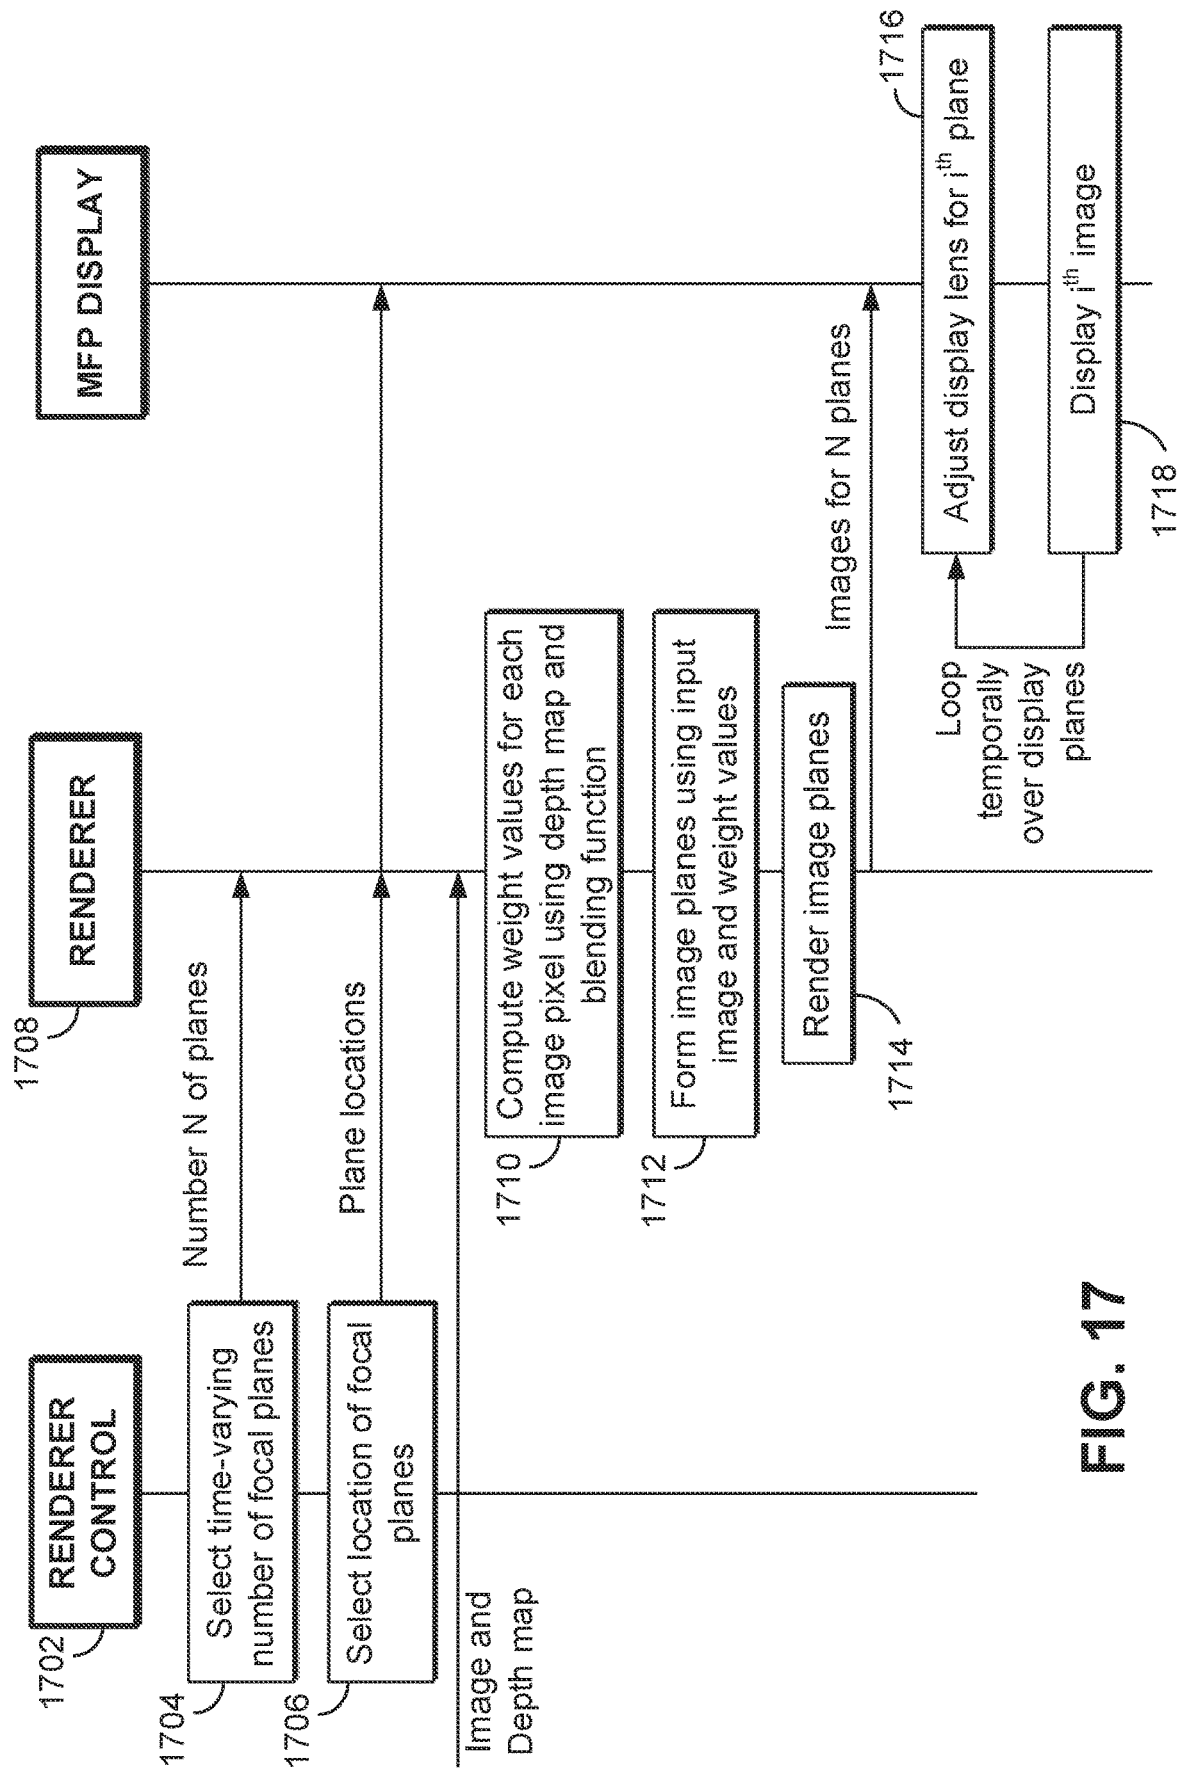 1702
RENDERER
CONTROL
1708
RENDERER
MFP DISPLAY
1704
Select time-varying
number of focal planes
Number N of planes
1706
Select location of focal
planes
Plane locations
Image and
Depth map
1710
Compute weight values for each
image pixel using depth map and
blending function
1712
Form image planes using input
image and weight values
Render image planes
1714
Images for N planes
1716
Adjust display lens for ith plane
Loop
temporally
over display
planes
Display ith image
1718
FIG. 17